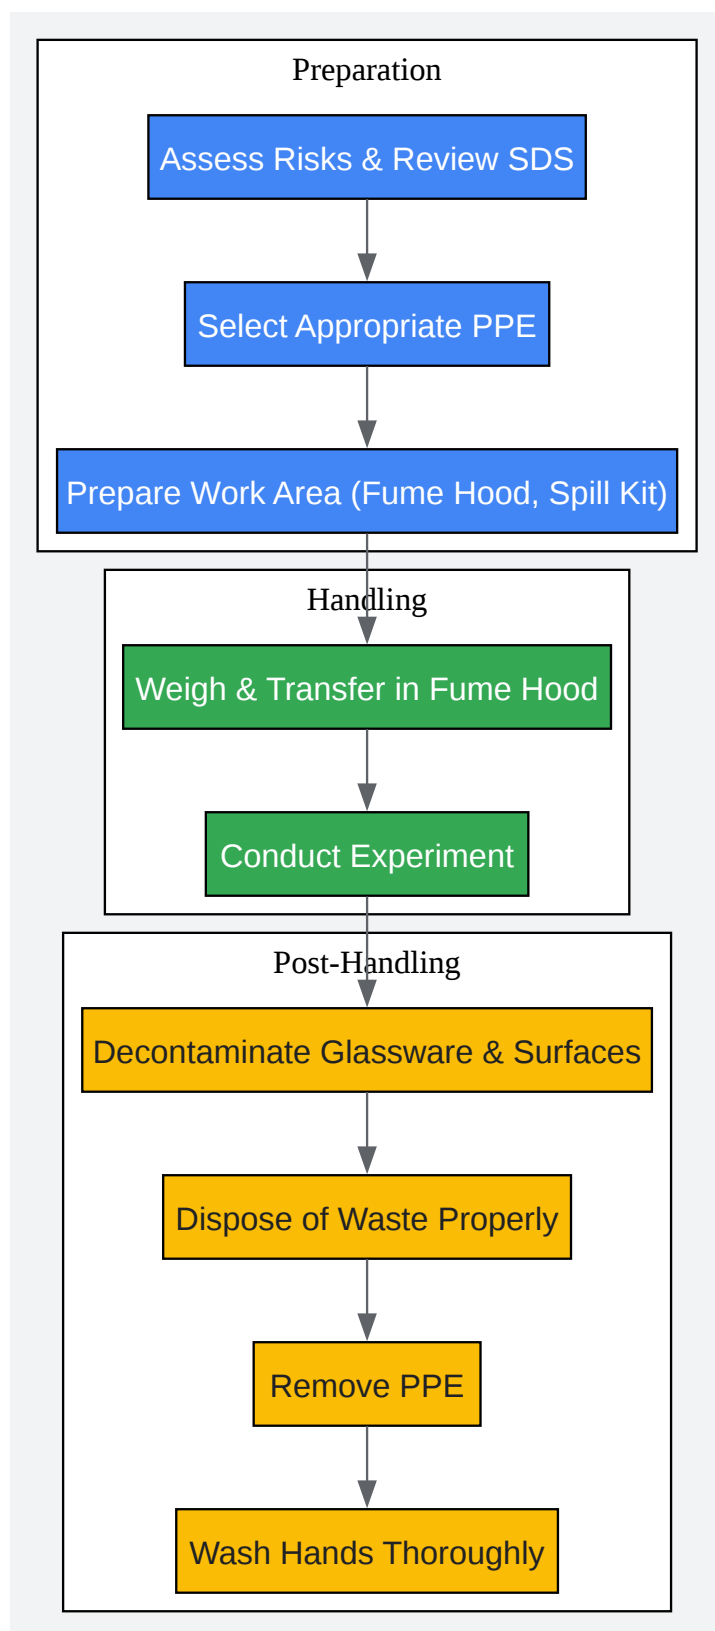 Preparation
Assess Risks & Review SDS
Select Appropriate PPE
Prepare Work Area (Fume Hood, Spill Kit)
Handling
Weigh & Transfer in Fume Hood
Conduct Experiment
Post-Handling
Decontaminate Glassware & Surfaces
Dispose of Waste Properly
Remove PPE
Wash Hands Thoroughly